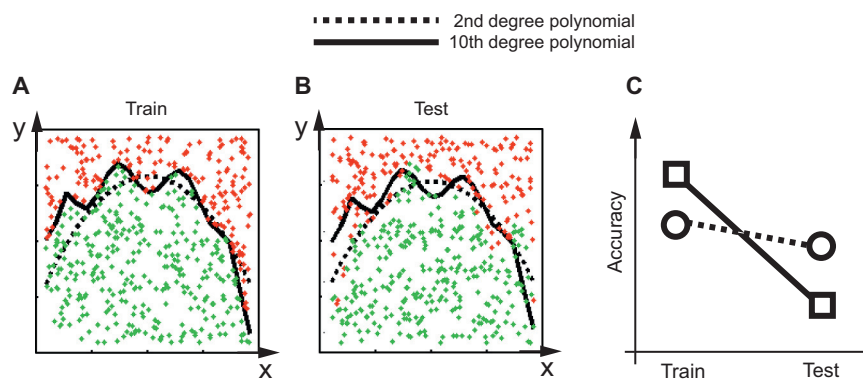 2nd degree polynomial
10th degree polynomial
A
B
C
Train
Test
y
y
Accuracy
x
x
Train
Test